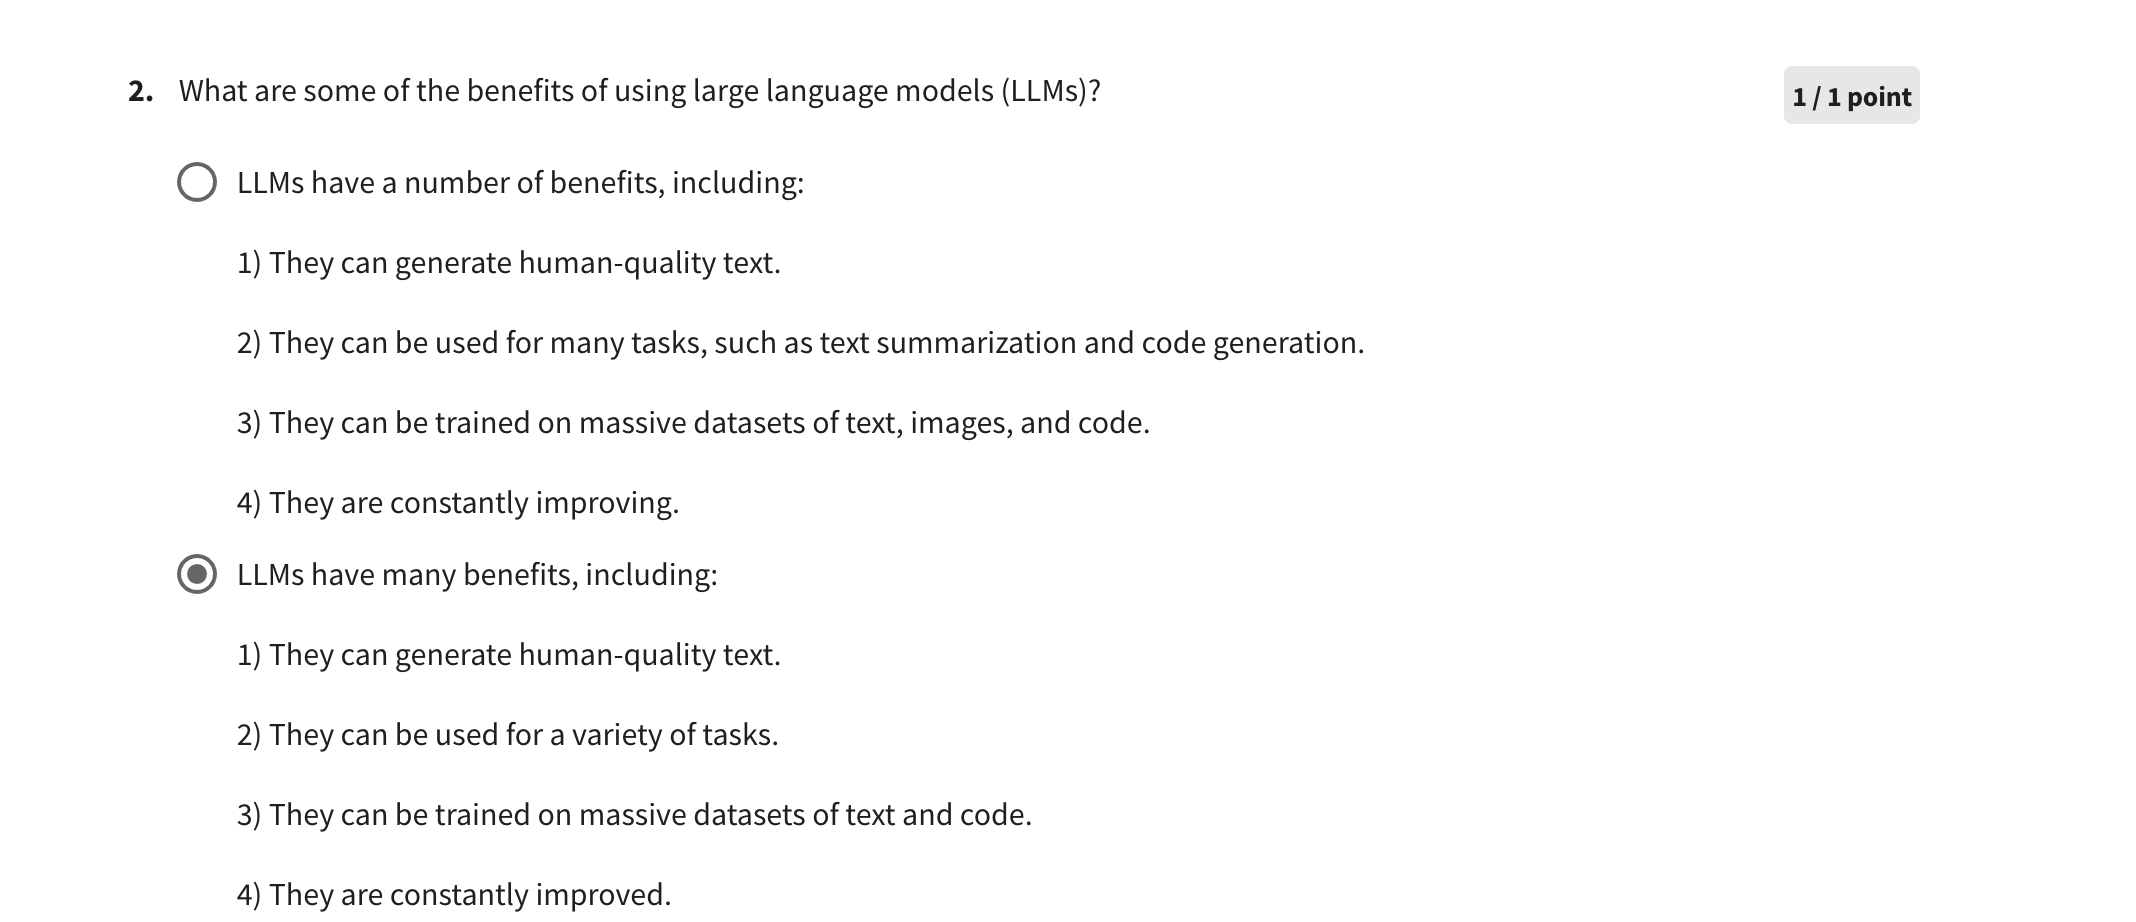 2. What are some of the benefits of using large language models (LLMs)?
1 / 1 point
LLMs have a number of benefits, including:
1) They can generate human-quality text.
2) They can be used for many tasks, such as text summarization and code generation.
3) They can be trained on massive datasets of text, images, and code.
4) They are constantly improving.
LLMs have many benefits, including:
1) They can generate human-quality text.
2) They can be used for a variety of tasks.
3) They can be trained on massive datasets of text and code.
4) They are constantly improved.